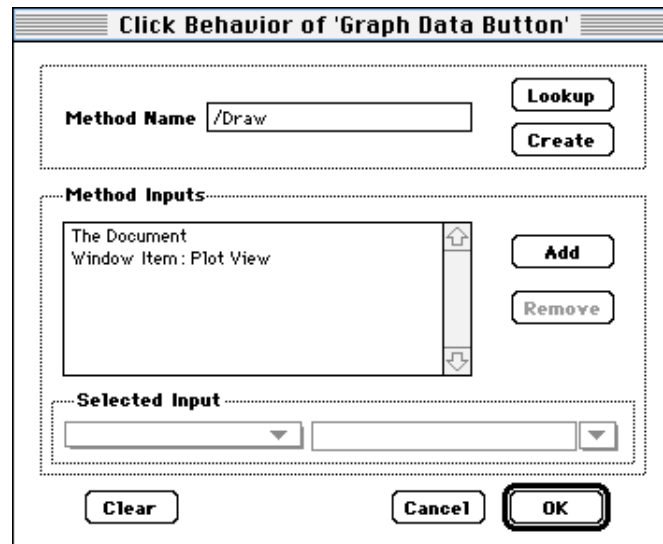 Click Behavior of 'Graph Data Button'
Lookup
Method Name /Draw
Create
Method Inputs
The Document
Window Item : Plot View
Add
Remove
Selected Input
Clear
Cancel
OK